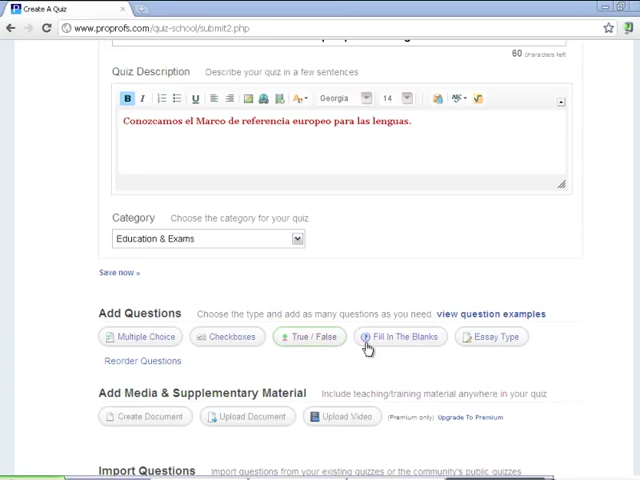 Create A Quiz
www.proprofs.com/quiz-school/submit2.php
60 characters left
Quiz Description Describe your quiz in a few sentences
B I U Georgia 14 ABC
Conozcamos el Marco de referencia europeo para las lenguas.
Category Choose the category for your quiz
Education & Exams
Save now »
Add Questions Choose the type and add as many questions as you need view question examples
Multiple Choice Checkboxes True / False Fill In The Blanks Essay Type
Reorder Questions
Add Media & Supplementary Material Include teaching/training material anywhere in your quiz
Create Document Upload Document Upload Video (Premium only) Upgrade To Premium
Import Questions Import questions from your existing quizzes or the community's public quizzes